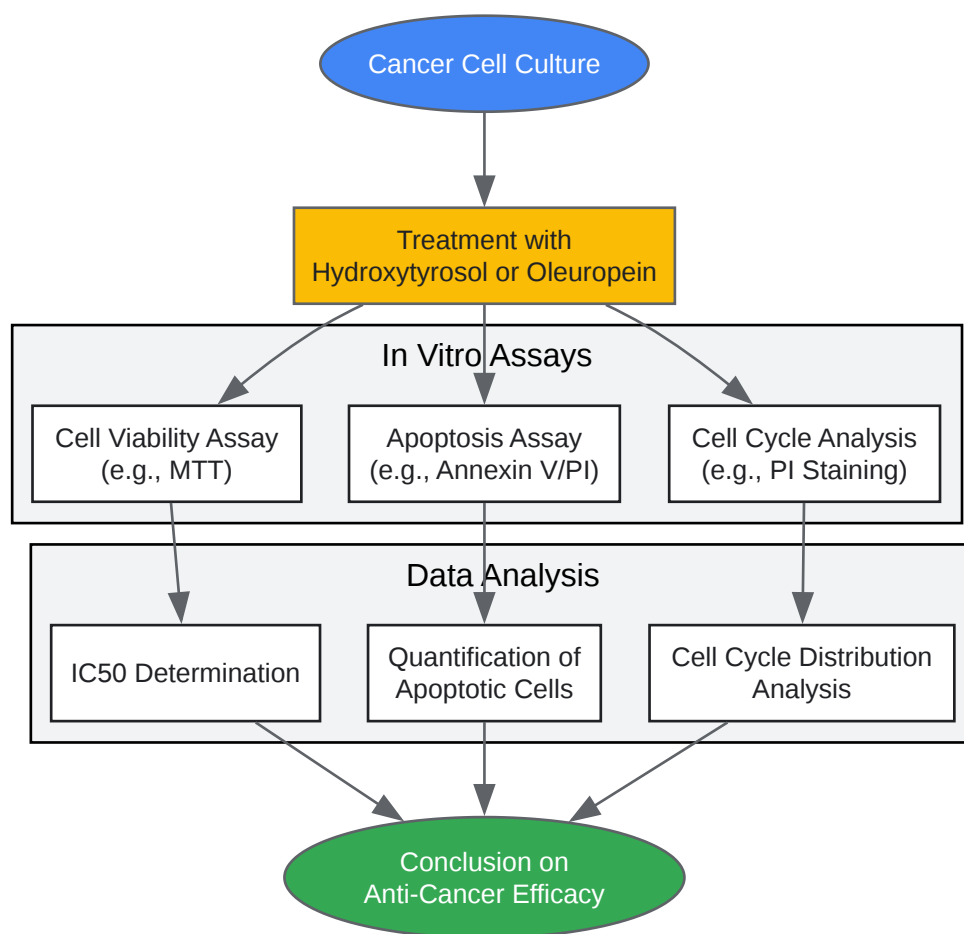 Cancer Cell Culture
Treatment with
Hydroxytyrosol or Oleuropein
In Vitro Assays
Cell Viability Assay
(e.g., MTT)
Apoptosis Assay
(e.g., Annexin V/PI)
Cell Cycle Analysis
(e.g., PI Staining)
Data Analysis
IC50 Determination
Quantification of
Apoptotic Cells
Cell Cycle Distribution
Analysis
Conclusion on
Anti-Cancer Efficacy